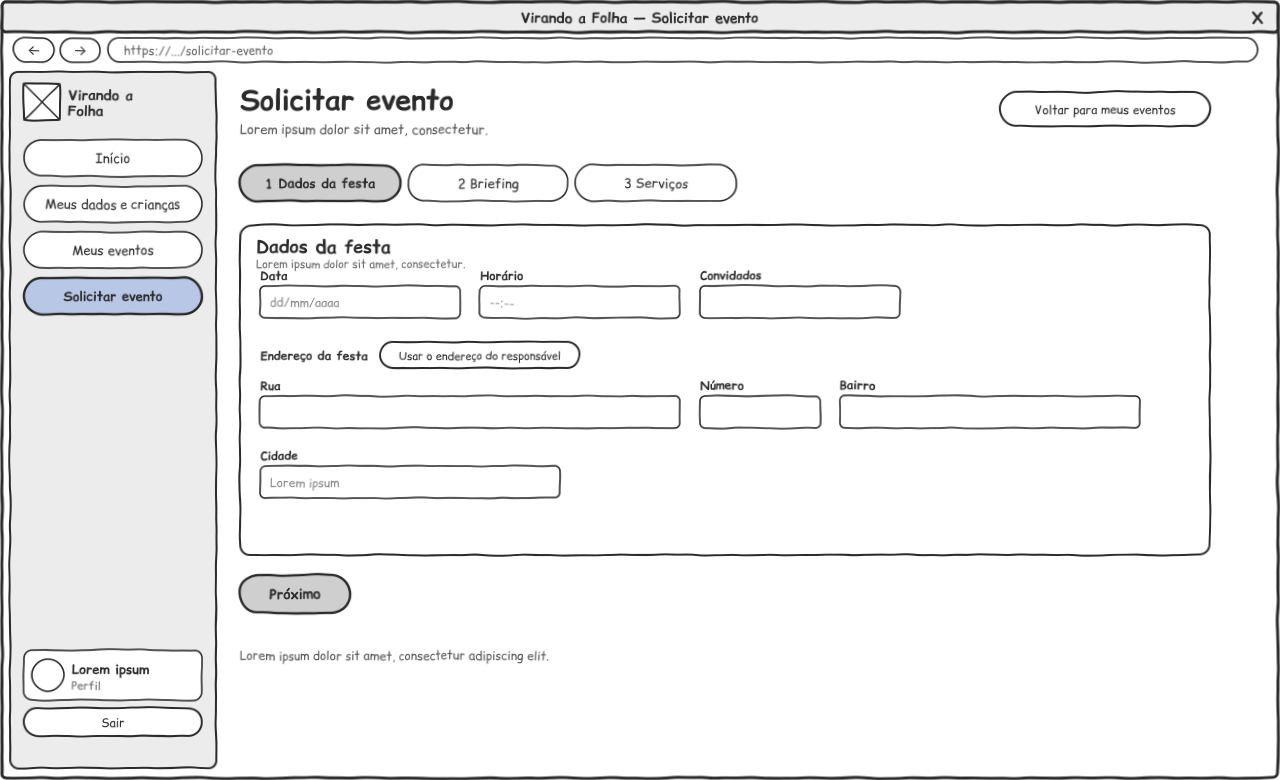 Virando a Folha — Solicitar evento
X
← → https://.../solicitar-evento
Virando a
Folha
Início
Meus dados e crianças
Meus eventos
Solicitar evento
Lorem ipsum
Perfil
Sair
Solicitar evento
Lorem ipsum dolor sit amet, consectetur.
Voltar para meus eventos
1 Dados da festa
2 Briefing
3 Serviços
Dados da festa
Lorem ipsum dolor sit amet, consectetur.
Data
Horário
Convidados
dd/mm/aaaa
--:--
Endereço da festa
Usar o endereço do responsável
Rua
Número
Bairro
Cidade
Lorem ipsum
Próximo
Lorem ipsum dolor sit amet, consectetur adipiscing elit.